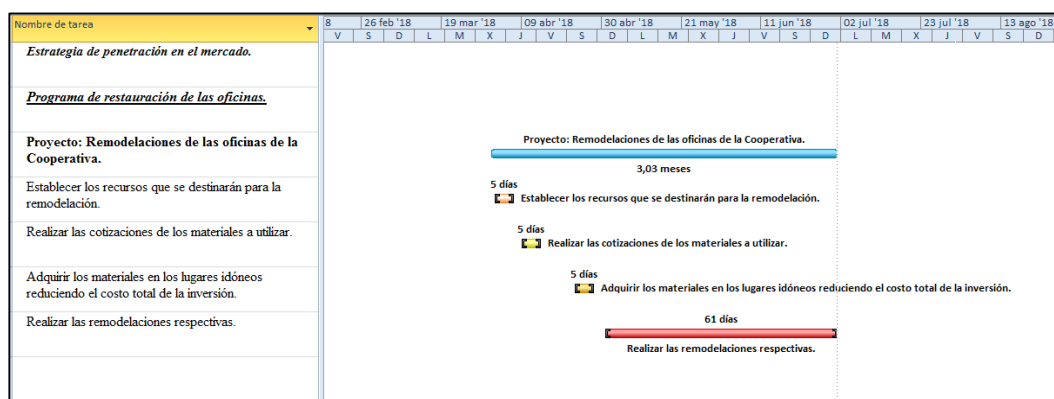 Nombre de tarea
8 26 feb '18 19 mar '18 09 abr '18 30 abr '18 21 may '18 11 jun '18 02 jul '18 23 jul '18 13 ago '18
V S D L M X J V S D L M X J V S D L M X J V S D
Estrategia de penetración en el mercado.
Programa de restauración de las oficinas.
Proyecto: Remodelaciones de las oficinas de la
Cooperativa.
Proyecto: Remodelaciones de las oficinas de la Cooperativa.
3,03 meses
Establecer los recursos que se destinarán para la
remodelación.
5 días
Establecer los recursos que se destinarán para la remodelación.
Realizar las cotizaciones de los materiales a utilizar.
5 días
Realizar las cotizaciones de los materiales a utilizar.
Adquirir los materiales en los lugares idóneos
reduciendo el costo total de la inversión.
5 días
Adquirir los materiales en los lugares idóneos reduciendo el costo total de la inversión.
Realizar las remodelaciones respectivas.
61 días
Realizar las remodelaciones respectivas.